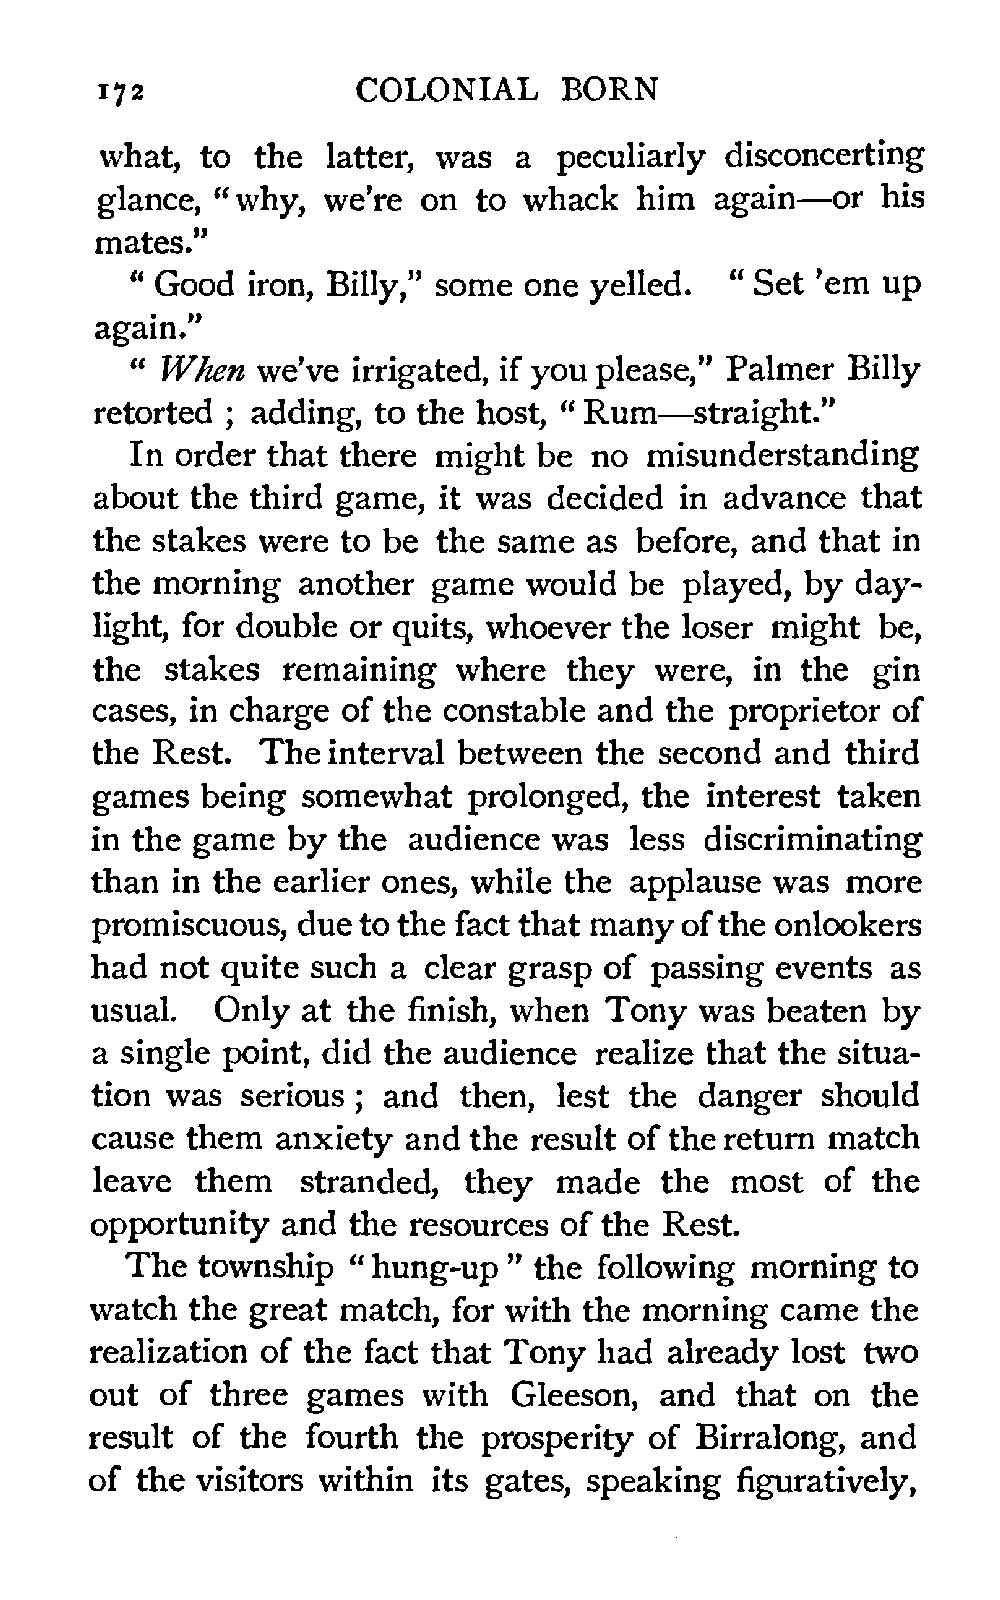 172 COLONIAL BORN
what, to the latter, was a peculiarly disconcerting
glance, "why, we're on to whack him again—or his
mates."
" Good iron, Billy," some one yelled. " Set 'em up
again."
" When we've irrigated, if you please," Palmer Billy
retorted ; adding, to the host, " Rum—straight."
In order that there might be no misunderstanding
about the third game, it was decided in advance that
the stakes were to be the same as before, and that in
the morning another game would be played, by day-
light, for double or quits, whoever the loser might be,
the stakes remaining where they were, in the gin
cases, in charge of the constable and the proprietor of
the Rest. The interval between the second and third
games being somewhat prolonged, the interest taken
in the game by the audience was less discriminating
than in the earlier ones, while the applause was more
promiscuous, due to the fact that many of the onlookers
had not quite such a clear grasp of passing events as
usual. Only at the finish, when Tony was beaten by
a single point, did the audience realize that the situa-
tion was serious ; and then, lest the danger should
cause them anxiety and the result of the return match
leave them stranded, they made the most of the
opportunity and the resources of the Rest.
The township " hung-up " the following morning to
watch the great match, for with the morning came the
realization of the fact that Tony had already lost two
out of three games with Gleeson, and that on the
result of the fourth the prosperity of Birralong, and
of the visitors within its gates, speaking figuratively,